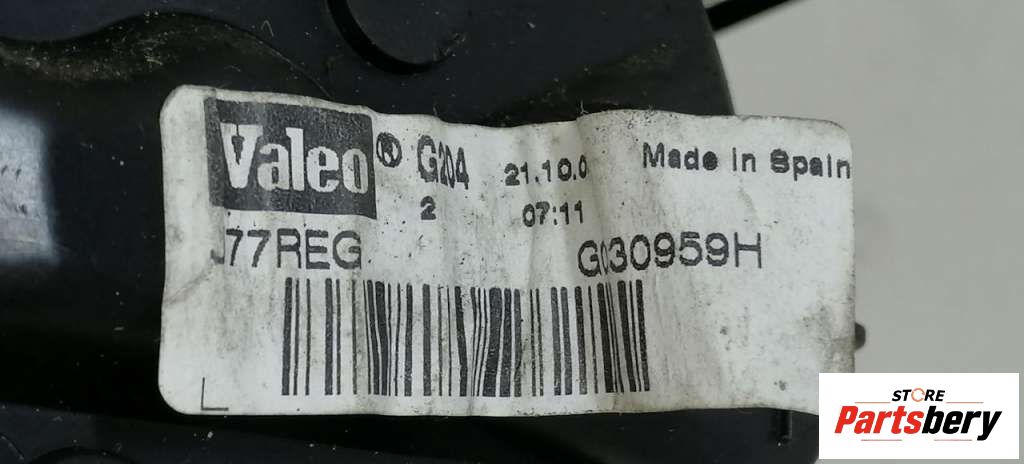 Valeo® G204 21.10.0 Made in Spain
2 07:11
J77REG G030959H
L
STORE
Partsbery